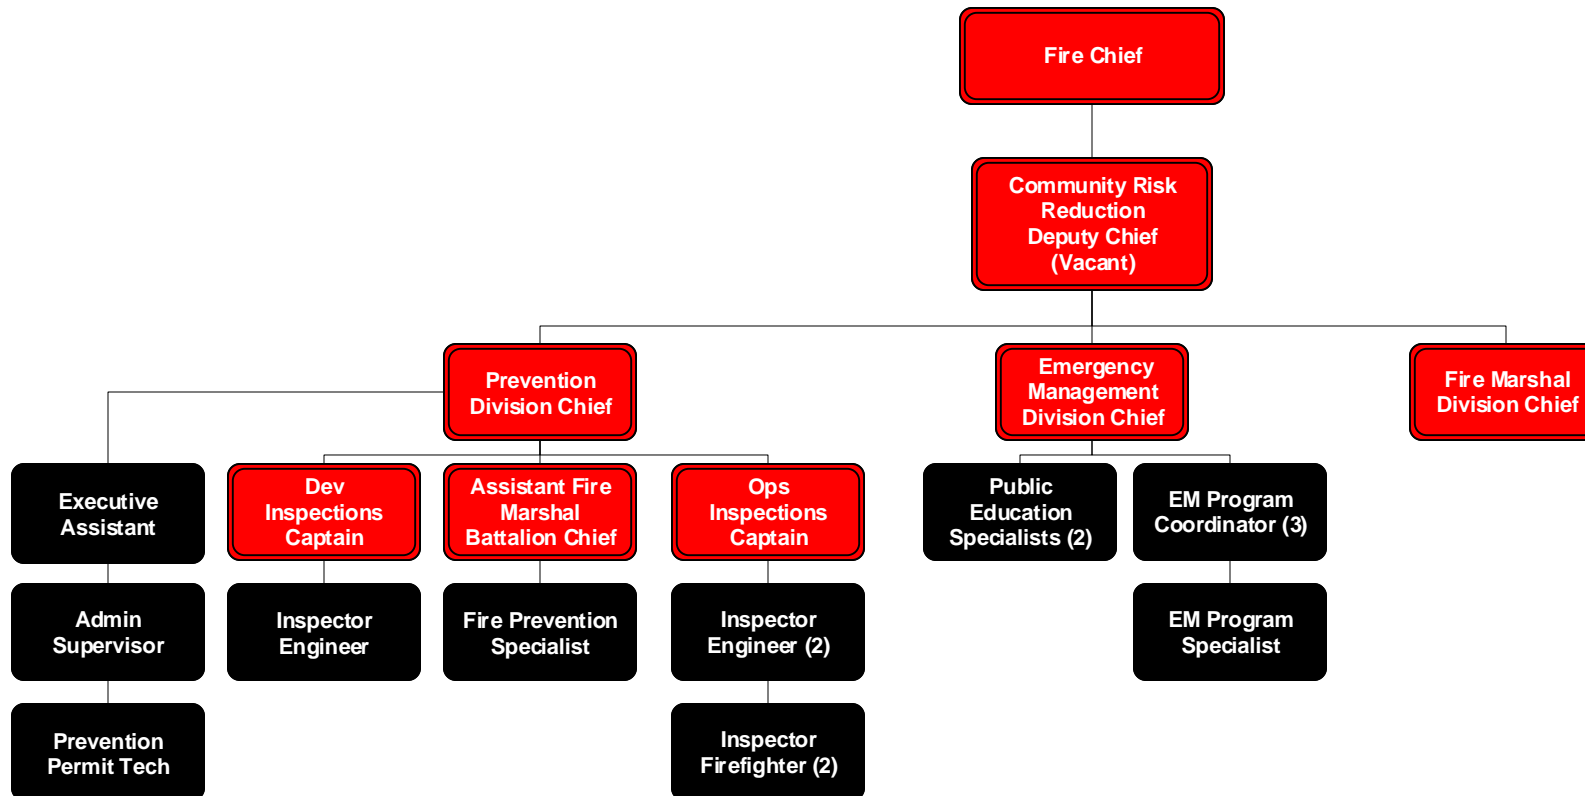 Fire Chief
Community Risk
Reduction
Deputy Chief
(Vacant)
Prevention
Division Chief
Emergency
Management
Division Chief
Fire Marshal
Division Chief
Executive
Assistant
Dev
Inspections
Captain
Assistant Fire
Marshal
Battalion Chief
Ops
Inspections
Captain
Public
Education
Specialists (2)
EM Program
Coordinator (3)
Admin
Supervisor
Inspector
Engineer
Fire Prevention
Specialist
Inspector
Engineer (2)
EM Program
Specialist
Prevention
Permit Tech
Inspector
Firefighter (2)